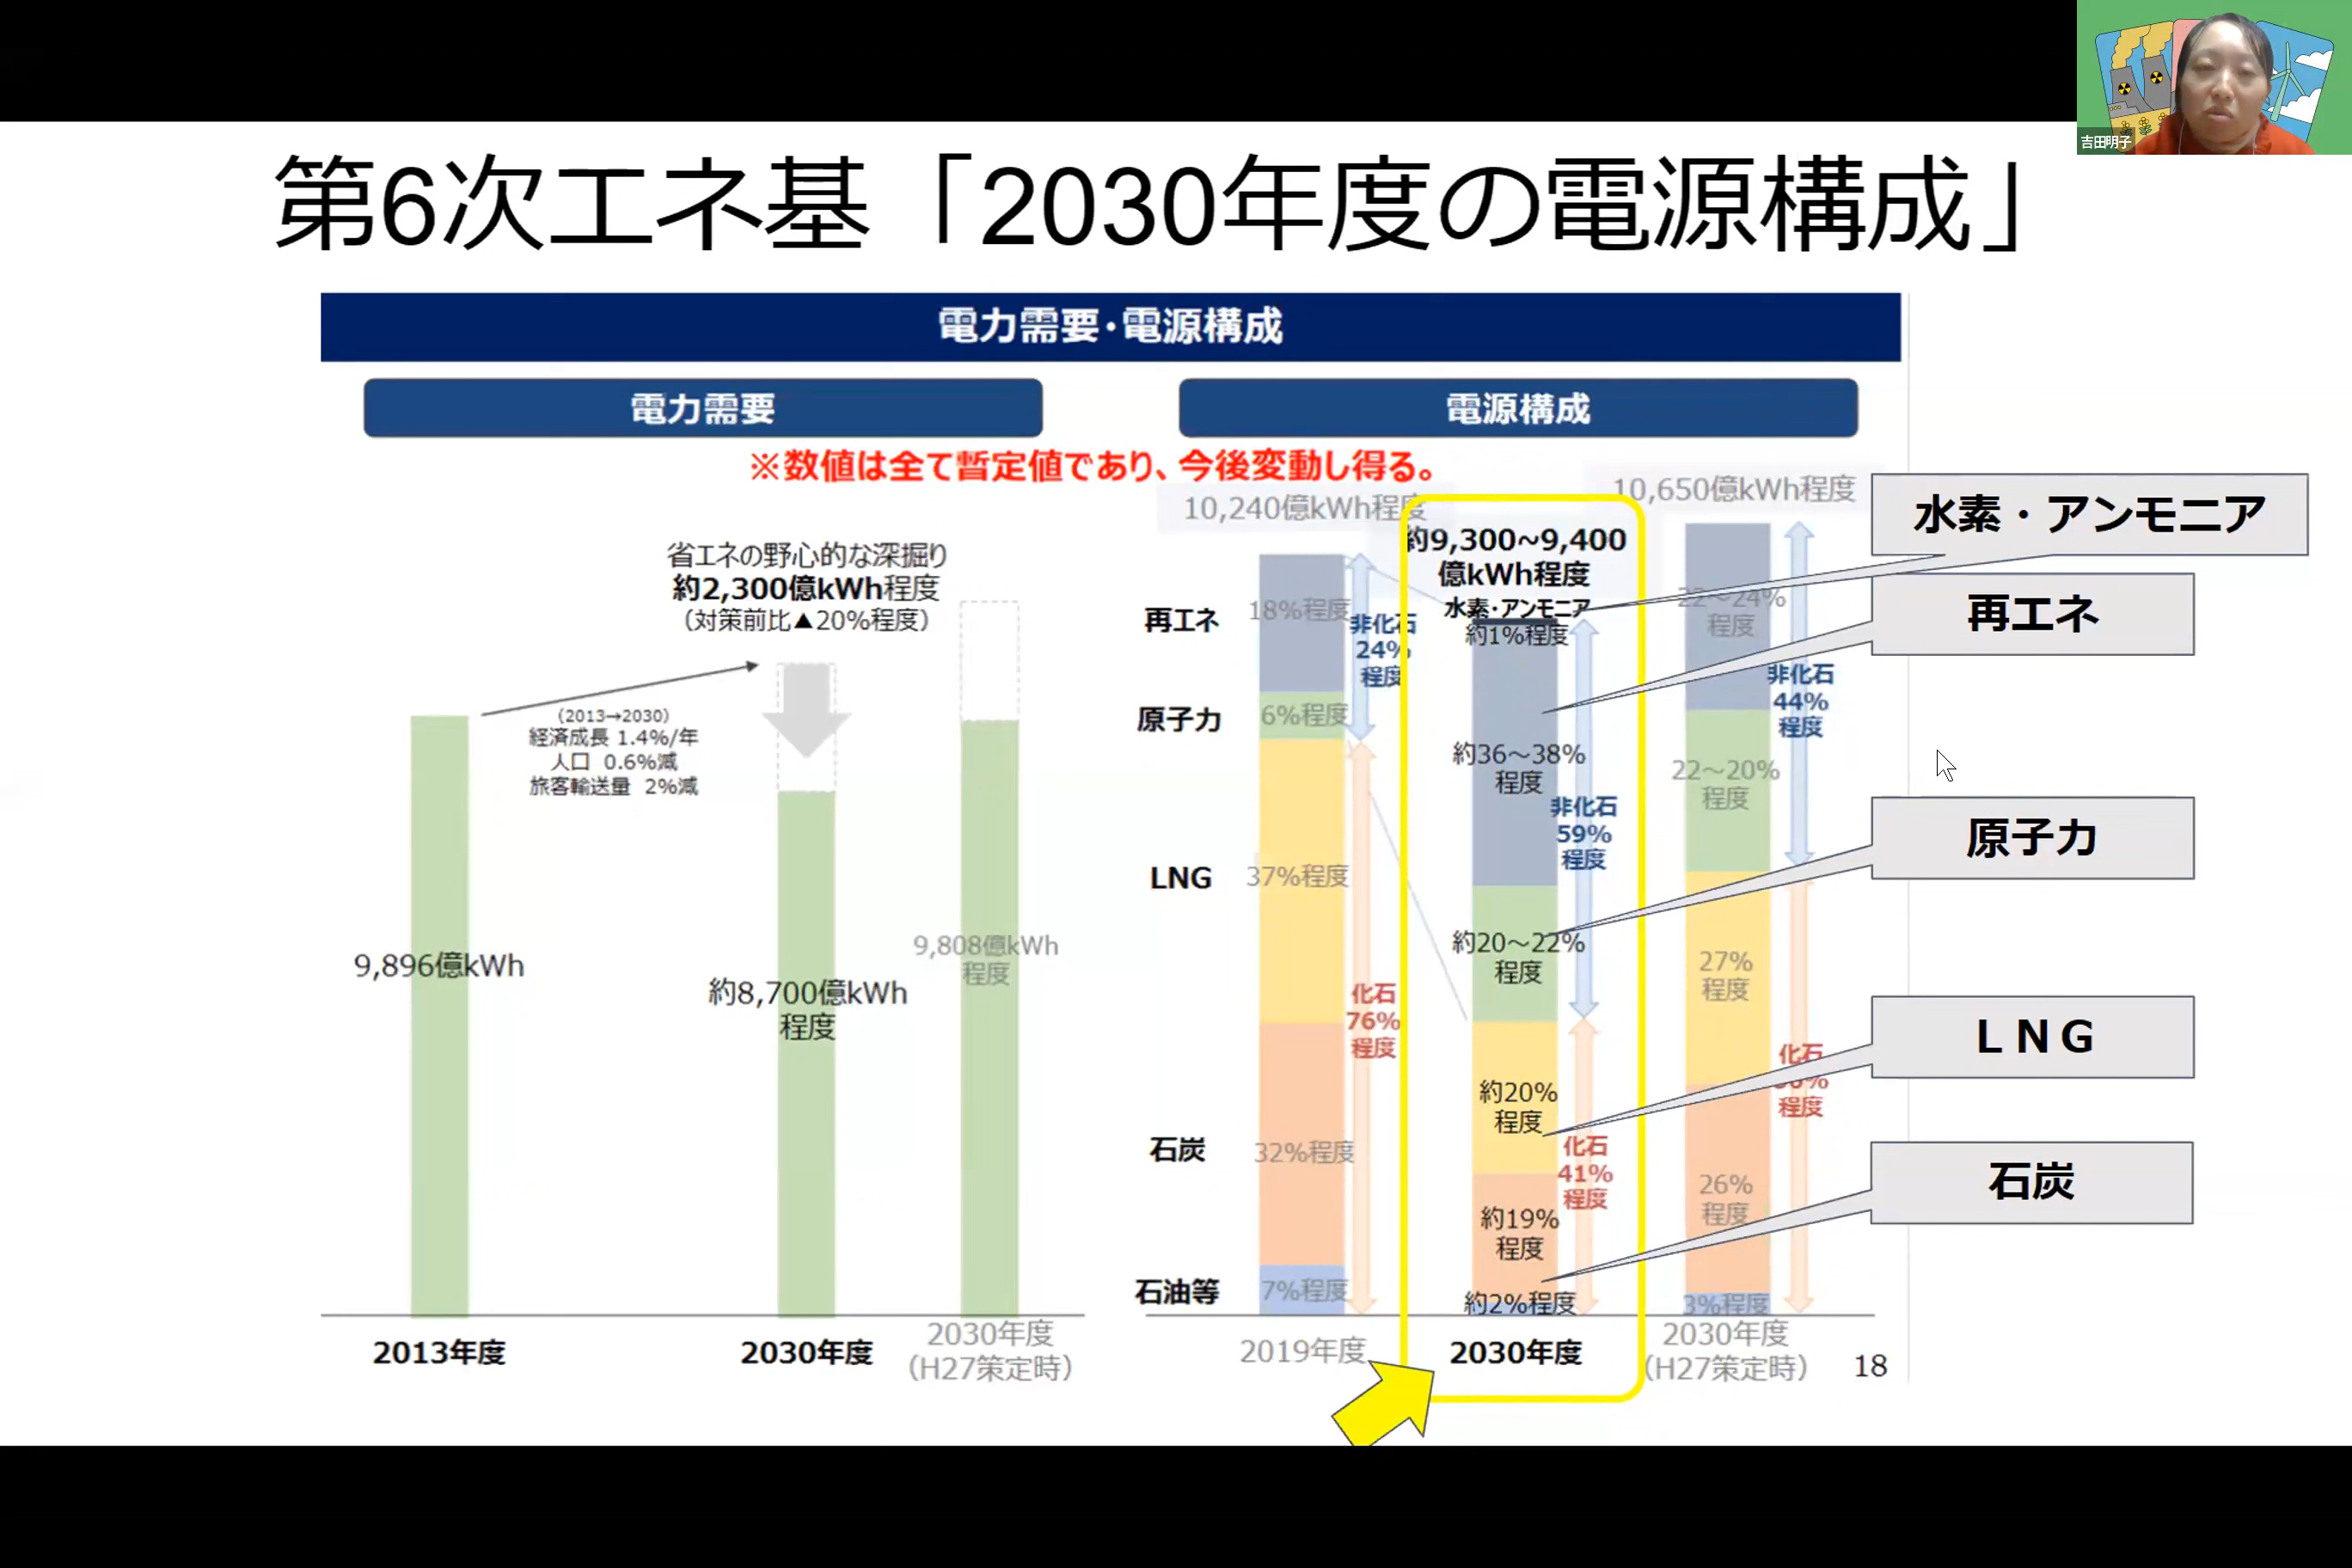 吉田明子
第6次エネ基「2030年度の電源構成」
電力需要・電源構成
電力需要
電源構成
※数値は全て暫定値であり、今後変動し得る。
省エネの野心的な深掘り
約2,300億kWh程度
（対策前比▲20%程度）
（2013→2030）
経済成長 1.4%/年
人口 0.6%減
旅客輸送量 2%減
9,896億kWh
約8,700億kWh
程度
9,808億kWh
程度
2013年度
2030年度
2030年度
（H27策定時）
再エネ
原子力
LNG
石炭
石油等
10,240億kWh程度
18%程度
6%程度
37%程度
32%程度
7%程度
非化石
24%
程度
化石
76%
程度
2019年度
約9,300～9,400
億kWh程度
水素・アンモニア
約1%程度
約36～38%
程度
約20～22%
程度
約20%
程度
約19%
程度
約2%程度
非化石
59%
程度
化石
41%
程度
2030年度
10,650億kWh程度
22～24%
程度
22～20%
程度
27%
程度
26%
程度
3%程度
非化石
44%
程度
化石
程度
2030年度
（H27策定時）
水素・アンモニア
再エネ
原子力
ＬＮＧ
石炭
18